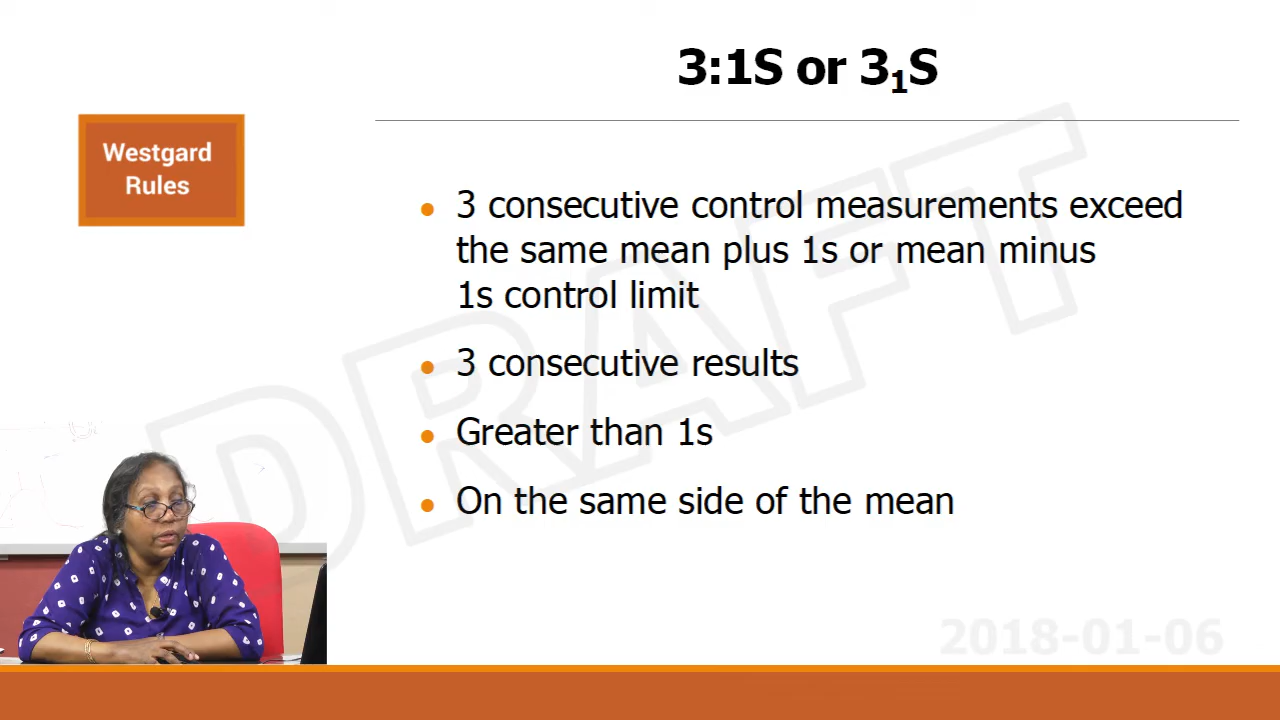 3:1S or 3₁S
Westgard
Rules
3 consecutive control measurements exceed
the same mean plus 1s or mean minus
1s control limit
3 consecutive results
Greater than 1s
On the same side of the mean
DRAFT
2018-01-06